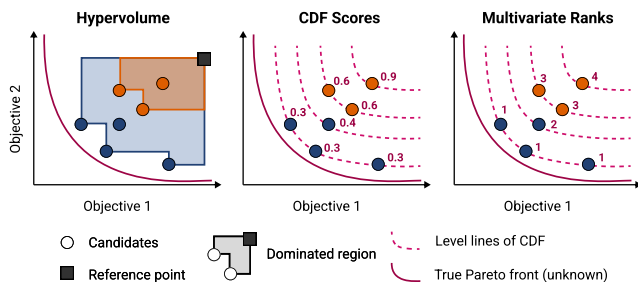 Hypervolume
CDF Scores
Multivariate Ranks
Objective 2
Objective 1
0.6
0.9
0.6
0.3
0.4
0.3
0.3
Objective 1
3
4
3
1
2
1
1
Objective 1
Candidates
Reference point
Dominated region
Level lines of CDF
True Pareto front (unknown)